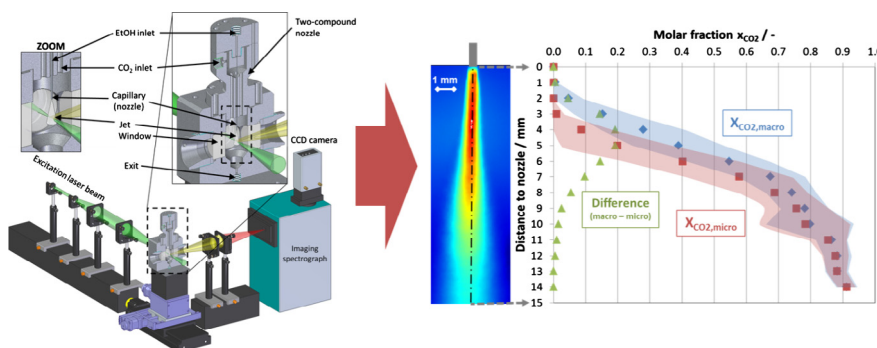 ZOOM
EtOH inlet
CO2 inlet
Capillary
(nozzle)
Jet
Window
Exit
Two-compound
nozzle
CCD camera
Excitation laser beam
Imaging
spectrograph
1 mm
Molar fraction xCO2 / -
0 0.1 0.2 0.3 0.4 0.5 0.6 0.7 0.8 0.9 1
Distance to nozzle / mm
0
1
2
3
4
5
6
7
8
9
10
11
12
13
14
15
XCO2,macro
Difference
(macro – micro)
XCO2,micro